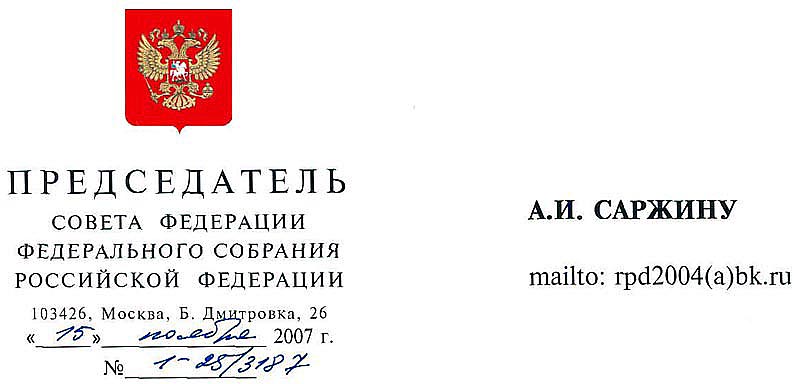 ПРЕДСЕДАТЕЛЬ
СОВЕТА ФЕДЕРАЦИИ
ФЕДЕРАЛЬНОГО СОБРАНИЯ
РОССИЙСКОЙ ФЕДЕРАЦИИ
103426, Москва, Б. Дмитровка, 26
«15» ноября 2007 г.
№ 1-25/3187
А.И. САРЖИНУ
mailto: rpd2004(a)bk.ru